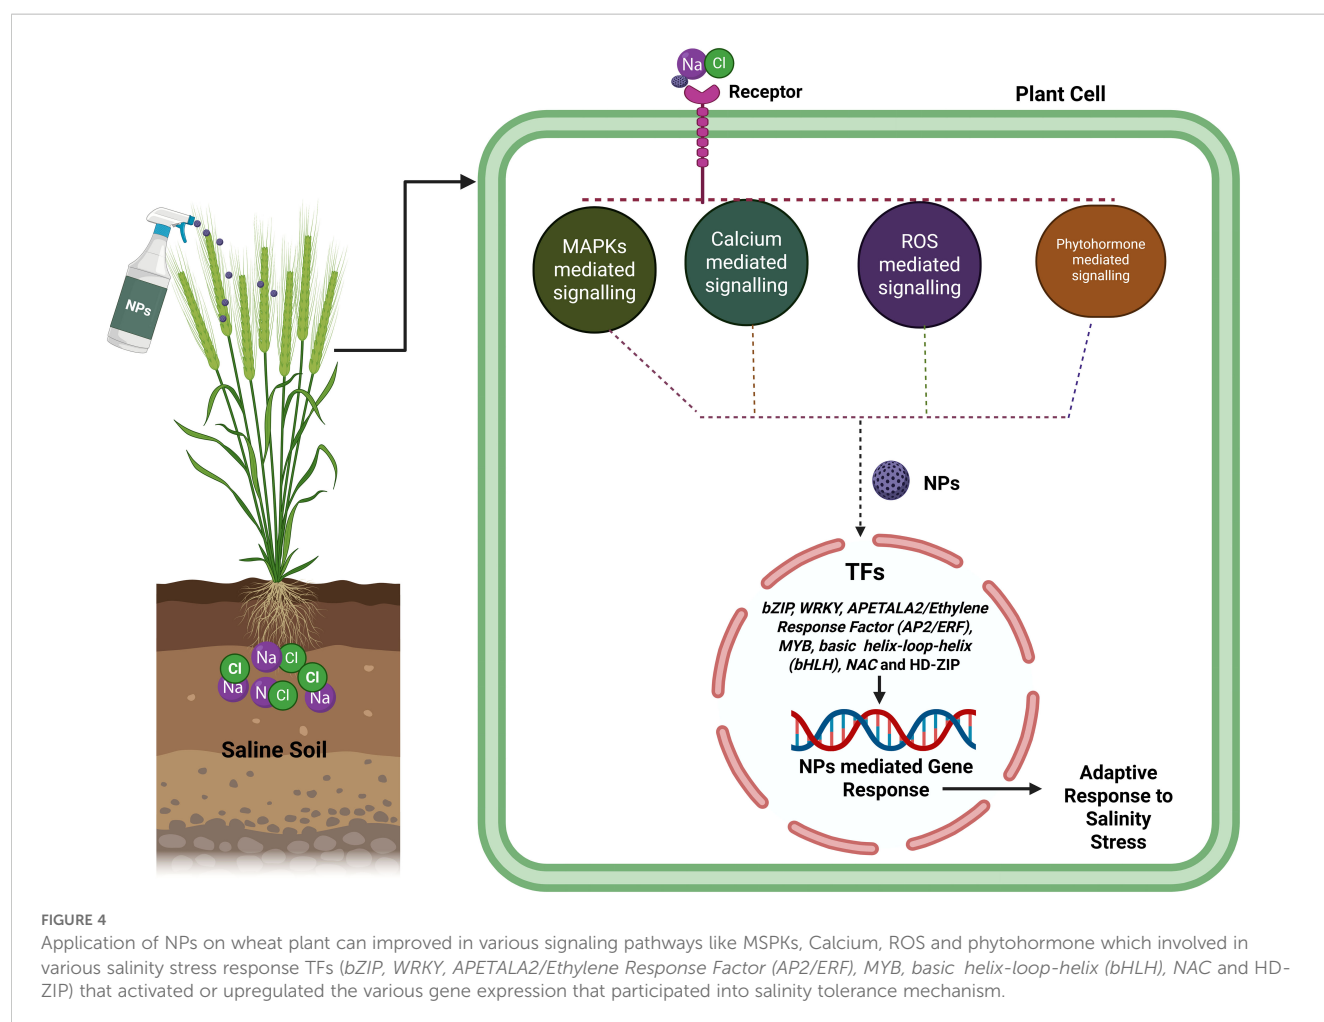 Na Cl
Receptor
Plant Cell
NPs
MAPKs
mediated
signalling
Calcium
mediated
signalling
ROS
mediated
signalling
Phytohormone
mediated
signalling
NPs
TFs
bZIP, WRKY, APETALA2/Ethylene
Response Factor (AP2/ERF),
MYB, basic helix-loop-helix
(bHLH), NAC and HD-ZIP
NPs mediated Gene
Response
Adaptive
Response to
Salinity
Stress
Na Cl
Cl Cl
Na N Cl Na
Saline Soil
FIGURE 4
Application of NPs on wheat plant can improved in various signaling pathways like MSPKs, Calcium, ROS and phytohormone which involved in
various salinity stress response TFs (bZIP, WRKY, APETALA2/Ethylene Response Factor (AP2/ERF), MYB, basic helix-loop-helix (bHLH), NAC and HD-
ZIP) that activated or upregulated the various gene expression that participated into salinity tolerance mechanism.